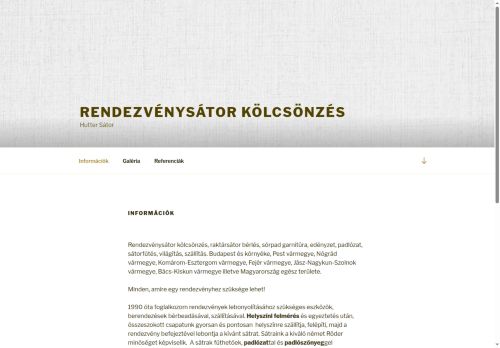 RENDEZVÉNYSÁTOR KÖLCSÖNZÉS
Hutter Sátor
Információk Galéria Referenciák
INFORMÁCIÓK
Rendezvénysátor kölcsönzés, raktársátor bérlés, sörpad garnitúra, edényzet, padlózat,
sátorfűtés, világítás, szállítás. Budapest és környéke, Pest vármegye, Nógrád
vármegye, Komárom-Esztergom vármegye, Fejér vármegye, Jász-Nagykun-Szolnok
vármegye, Bács-Kiskun vármegye illetve Magyarország egész területe.
Minden, amire egy rendezvényhez szüksége lehet!
1990 óta foglalkozom rendezvények lebonyolításához szükséges eszközök,
berendezések bérbeadásával, szállításával. Helyszíni felmérés és egyeztetés után,
összeszokott csapatunk gyorsan és pontosan helyszínre szállítja, felépíti, majd a
rendezvény befejeztével lebontja a kívánt sátrat. Sátraink a kiváló német Röder
minőséget képviselik. A sátrak fűthetőek, padlózattal és padlószőnyeggel